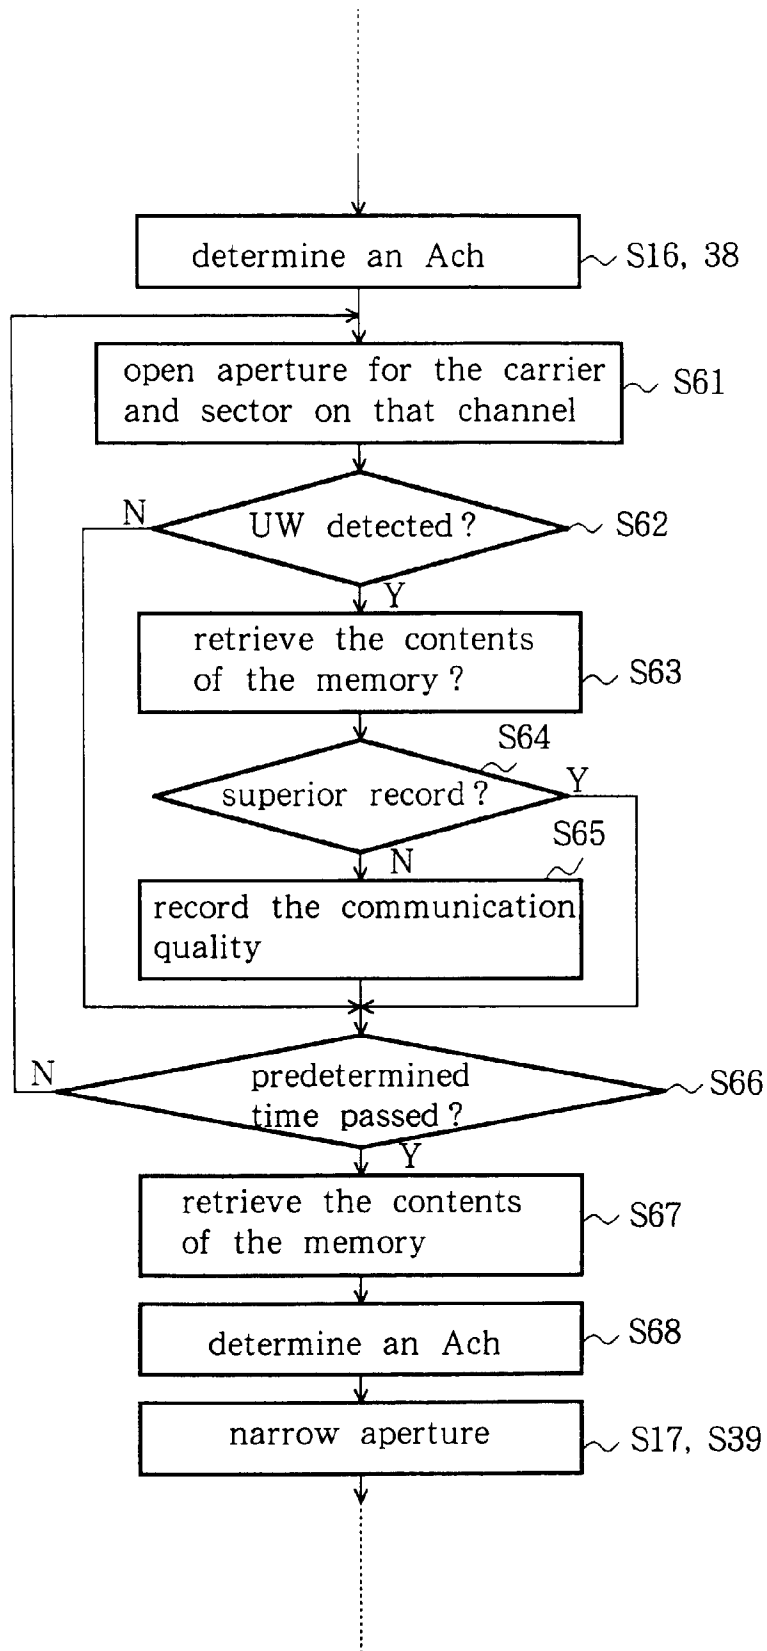 determine an Ach
S16, 38
open aperture for the carrier
and sector on that channel
S61
N
UW detected?
S62
Y
retrieve the contents
of the memory?
S63
S64
superior record?
Y
N
S65
record the communication
quality
N
predetermined
time passed?
S66
Y
retrieve the contents
of the memory
S67
determine an Ach
S68
narrow aperture
S17, S39